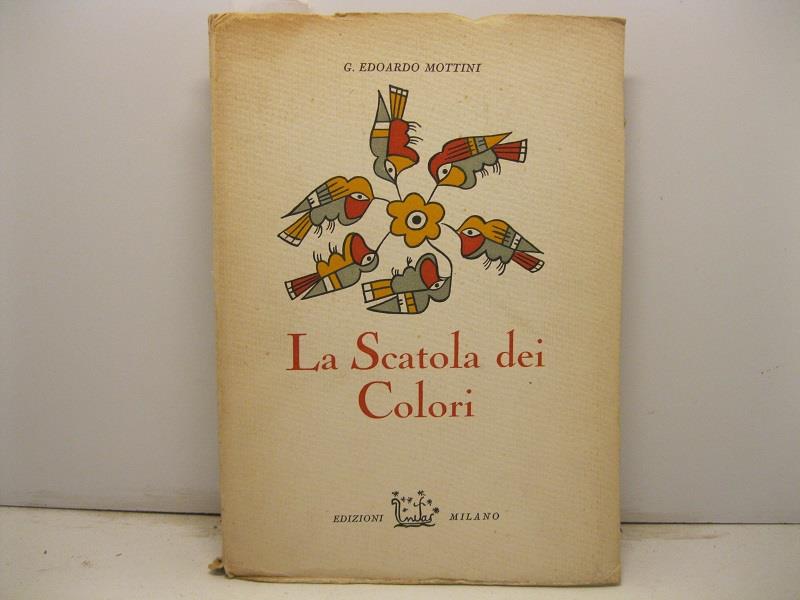 G. EDOARDO MOTTINI
La Scatola dei
Colori
EDIZIONI MILANO